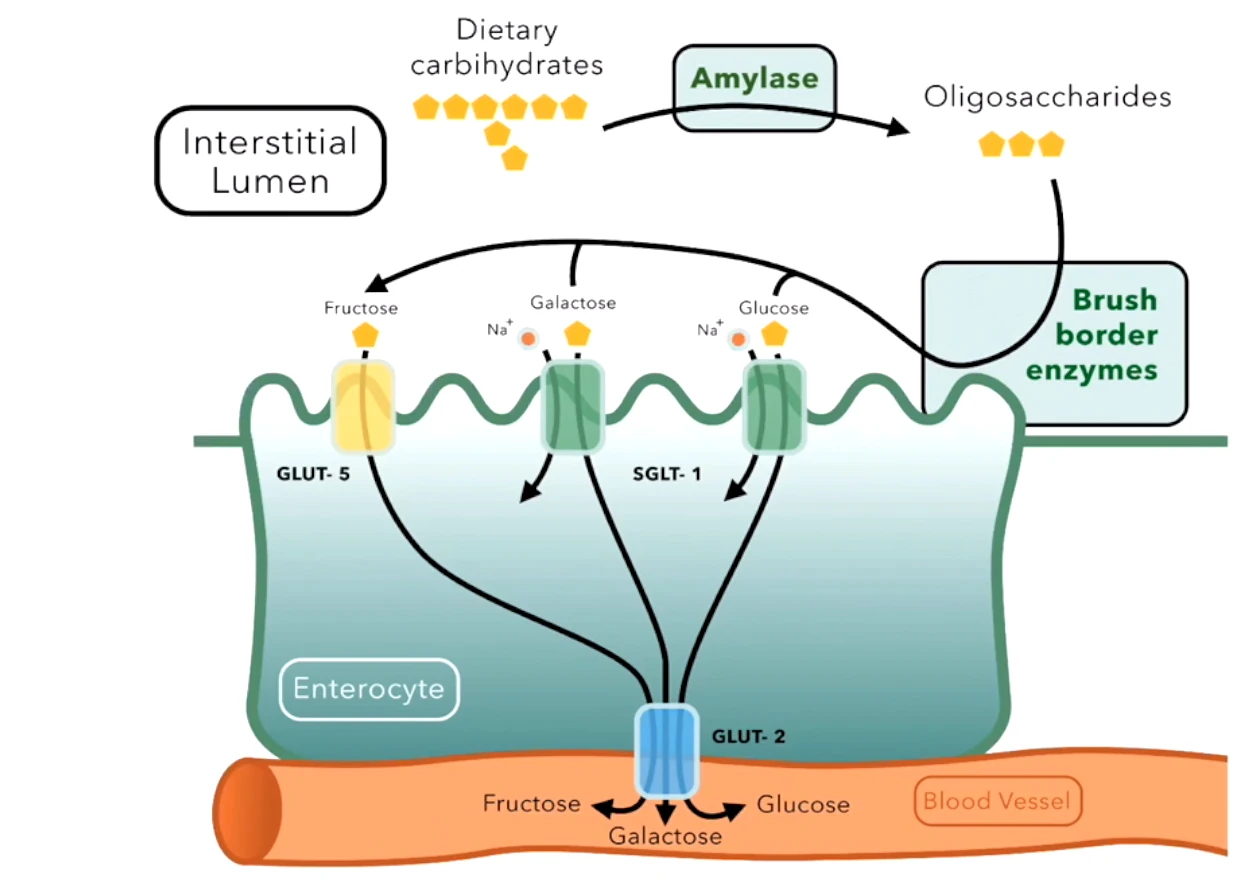 Dietary
carbihydrates
Amylase
Oligosaccharides
Interstitial
Lumen
Brush
border
enzymes
Fructose
Galactose
Glucose
Na+
Na+
GLUT- 5
SGLT- 1
Enterocyte
GLUT- 2
Fructose
Glucose
Galactose
Blood Vessel